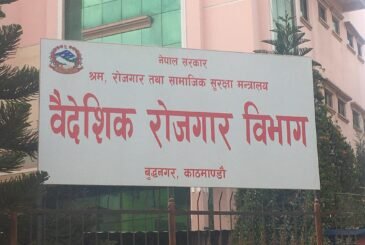 नेपाल सरकार
श्रम, रोजगार तथा सामाजिक सुरक्षा मन्त्रालय
वैदेशिक रोजगार विभाग
बुद्धनगर, काठमाण्डौ